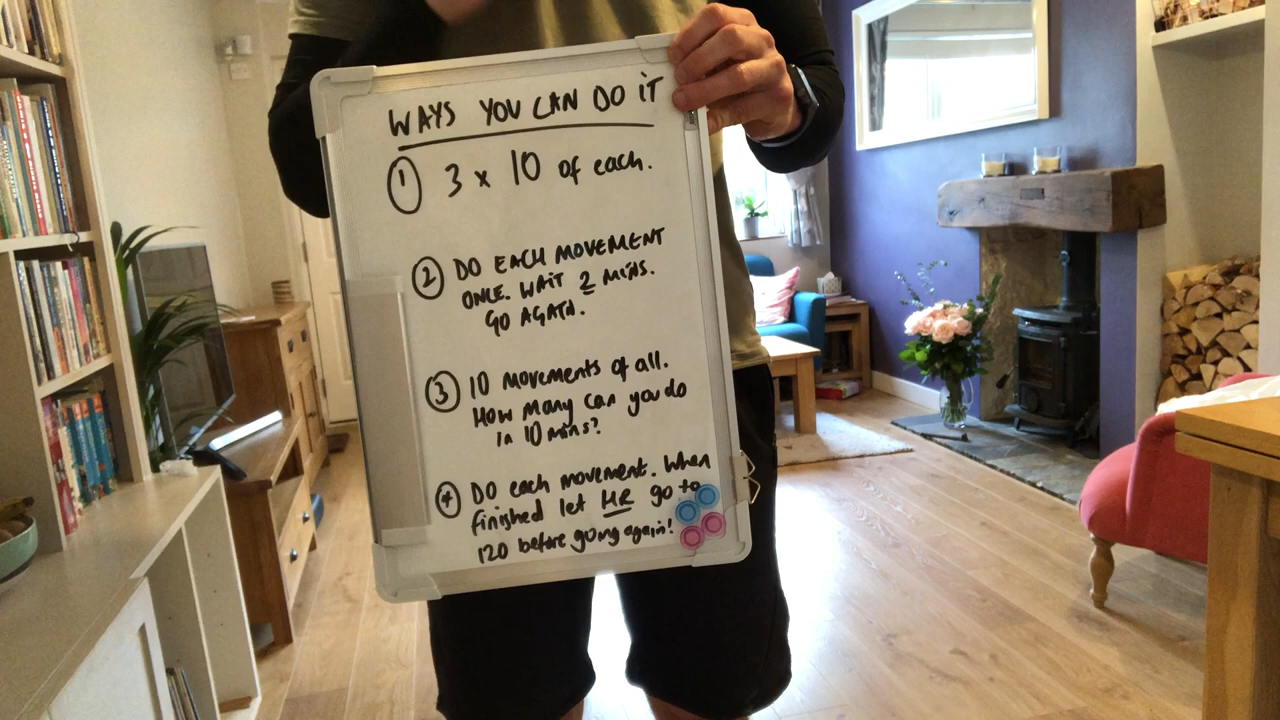 WAYS YOU CAN DO IT
① 3 x 10 of each.
② DO EACH MOVEMENT
ONCE. WAIT 2 MINS.
GO AGAIN.
③ 10 MOVEMENTS of all.
How many can you do
in 10 mins?
④ Do each movement. When
finished let HR go to
120 before going again!